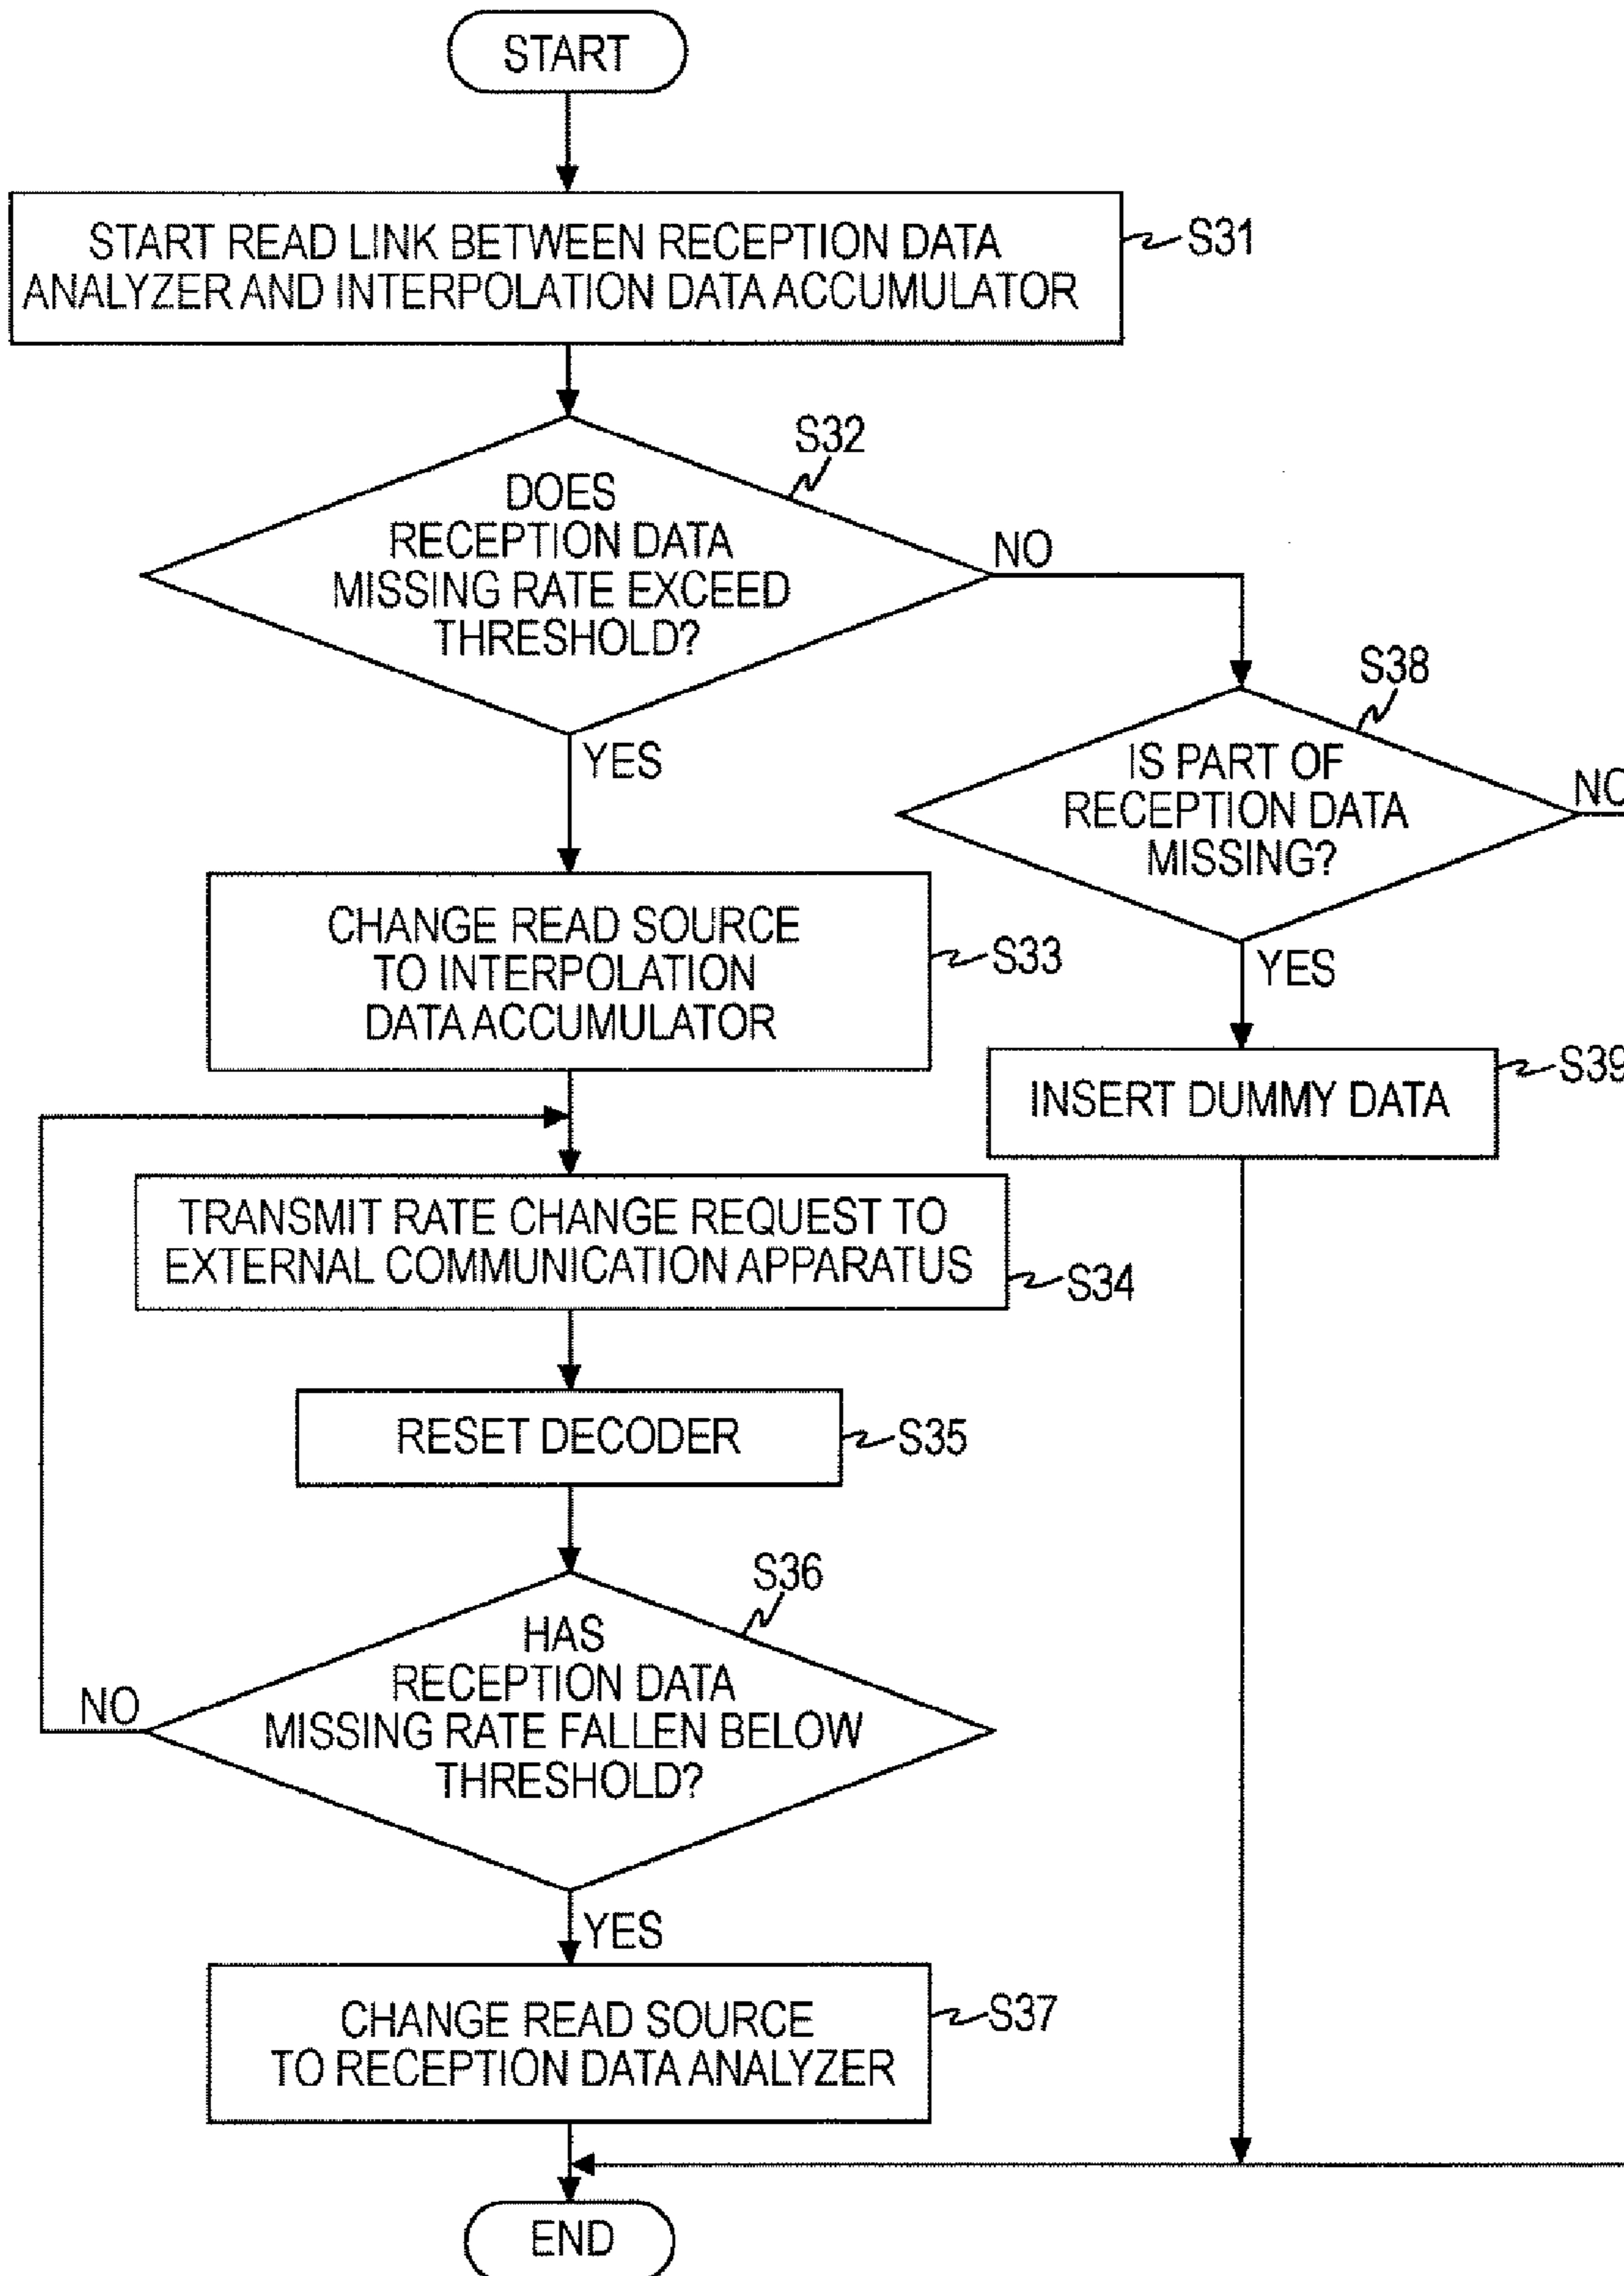 START
START READ LINK BETWEEN RECEPTION DATA
ANALYZER AND INTERPOLATION DATA ACCUMULATOR
S31
S32
DOES
RECEPTION DATA
MISSING RATE EXCEED
THRESHOLD?
NO
YES
S38
IS PART OF
RECEPTION DATA
MISSING?
NO
YES
CHANGE READ SOURCE
TO INTERPOLATION
DATA ACCUMULATOR
S33
INSERT DUMMY DATA
S39
TRANSMIT RATE CHANGE REQUEST TO
EXTERNAL COMMUNICATION APPARATUS
S34
RESET DECODER
S35
S36
HAS
RECEPTION DATA
MISSING RATE FALLEN BELOW
THRESHOLD?
NO
YES
CHANGE READ SOURCE
TO RECEPTION DATA ANALYZER
S37
END